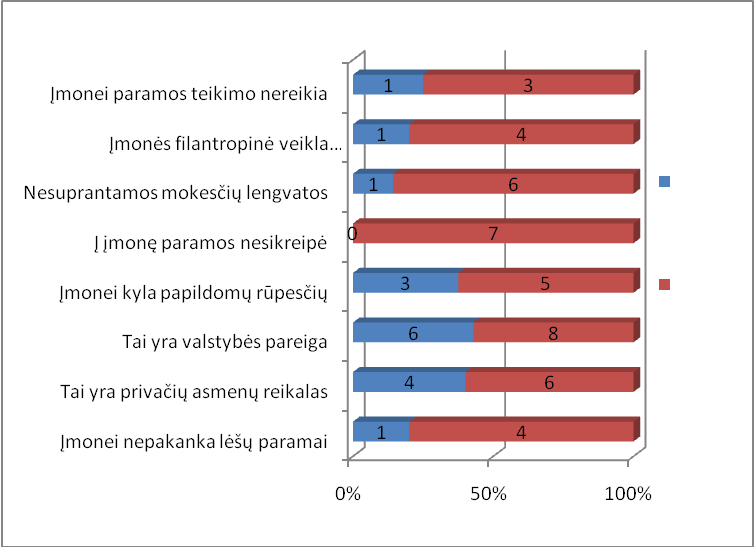 Įmonei paramos teikimo nereikia
1 3
Įmonės filantropinė veikla...
1 4
Nesuprantamos mokesčių lengvatos
1 6
Į įmonę paramos nesikreipė
0 7
Įmonei kyla papildomų rūpesčių
3 5
Tai yra valstybės pareiga
6 8
Tai yra privačių asmenų reikalas
4 6
Įmonei nepakanka lėšų paramai
1 4
0% 50% 100%